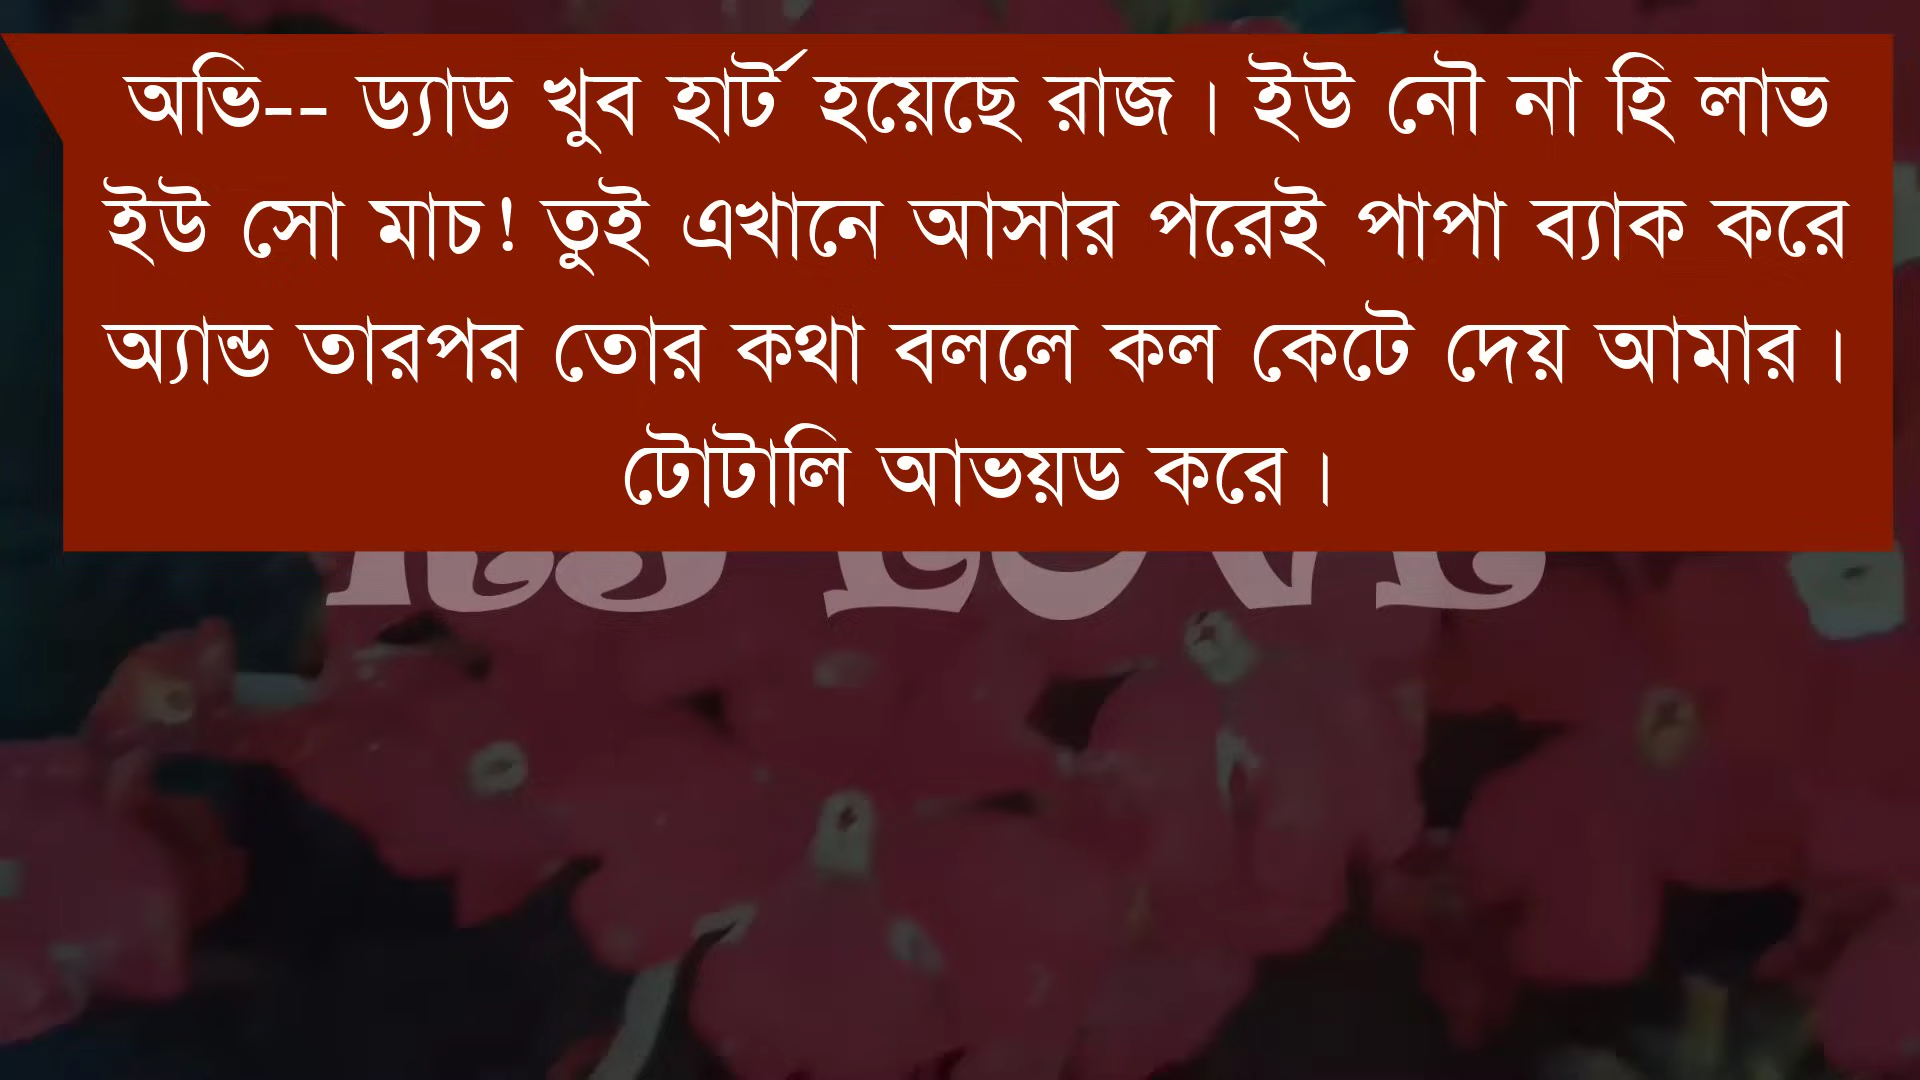 অভি-- ড্যাড খুব হার্ট হয়েছে রাজ। ইউ নৌ না হি লাভ
ইউ সো মাচ! তুই এখানে আসার পরেই পাপা ব্যাক করে
অ্যান্ড তারপর তোর কথা বললে কল কেটে দেয় আমার।
টোটালি আভয়ড করে।